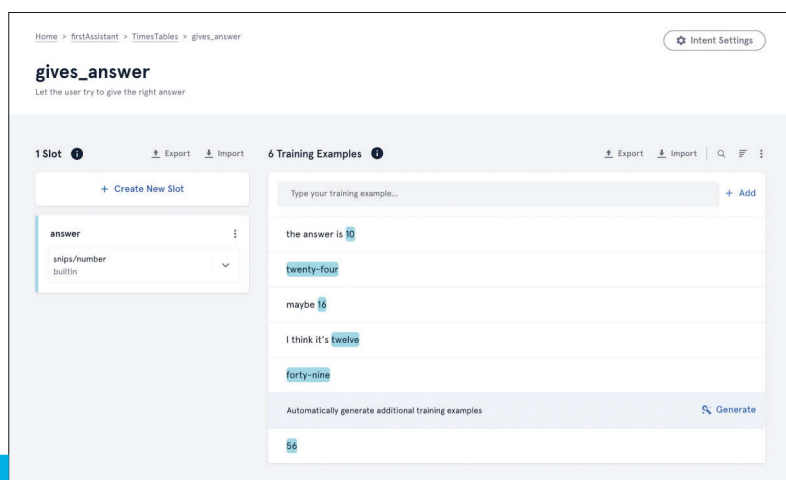 Home > firstAssistant > TimesTables > gives_answer
Intent Settings
gives_answer
Let the user try to give the right answer
1 Slot
Export
Import
6 Training Examples
Export
Import
+ Create New Slot
Type your training example...
+ Add
answer
the answer is 10
snips/number
builtin
twenty-four
maybe 16
I think it's twelve
forty-nine
Automatically generate additional training examples
Generate
56